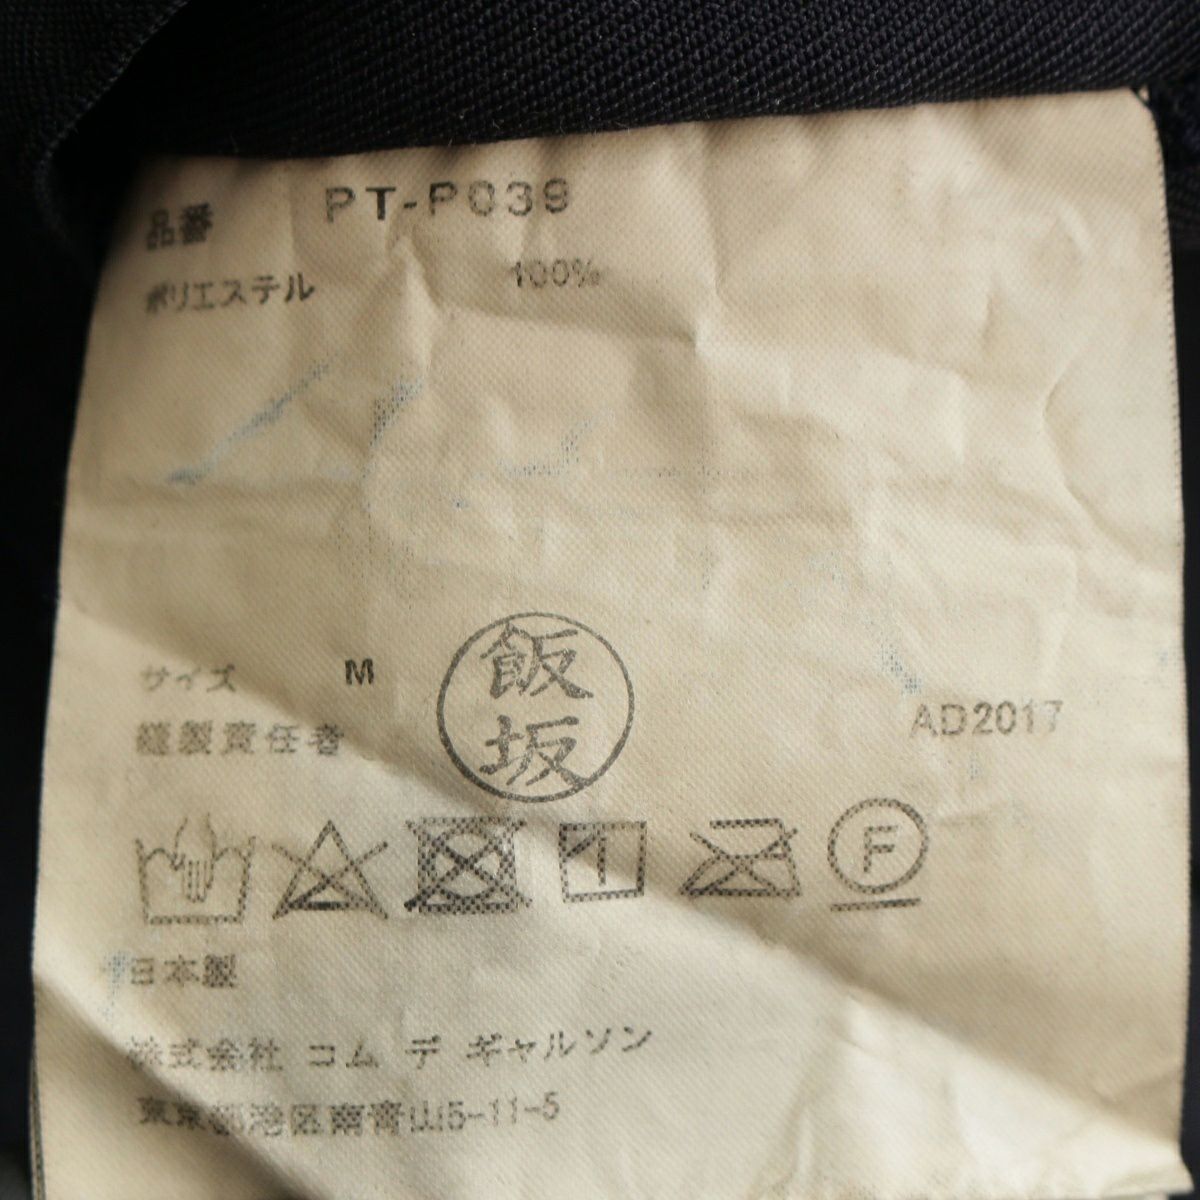 品番 PT-P039
ポリエステル 100%
サイズ M
縫製責任者 飯坂
AD2017
F
日本製
株式会社 コム デ ギャルソン
東京都港区南青山5-11-5